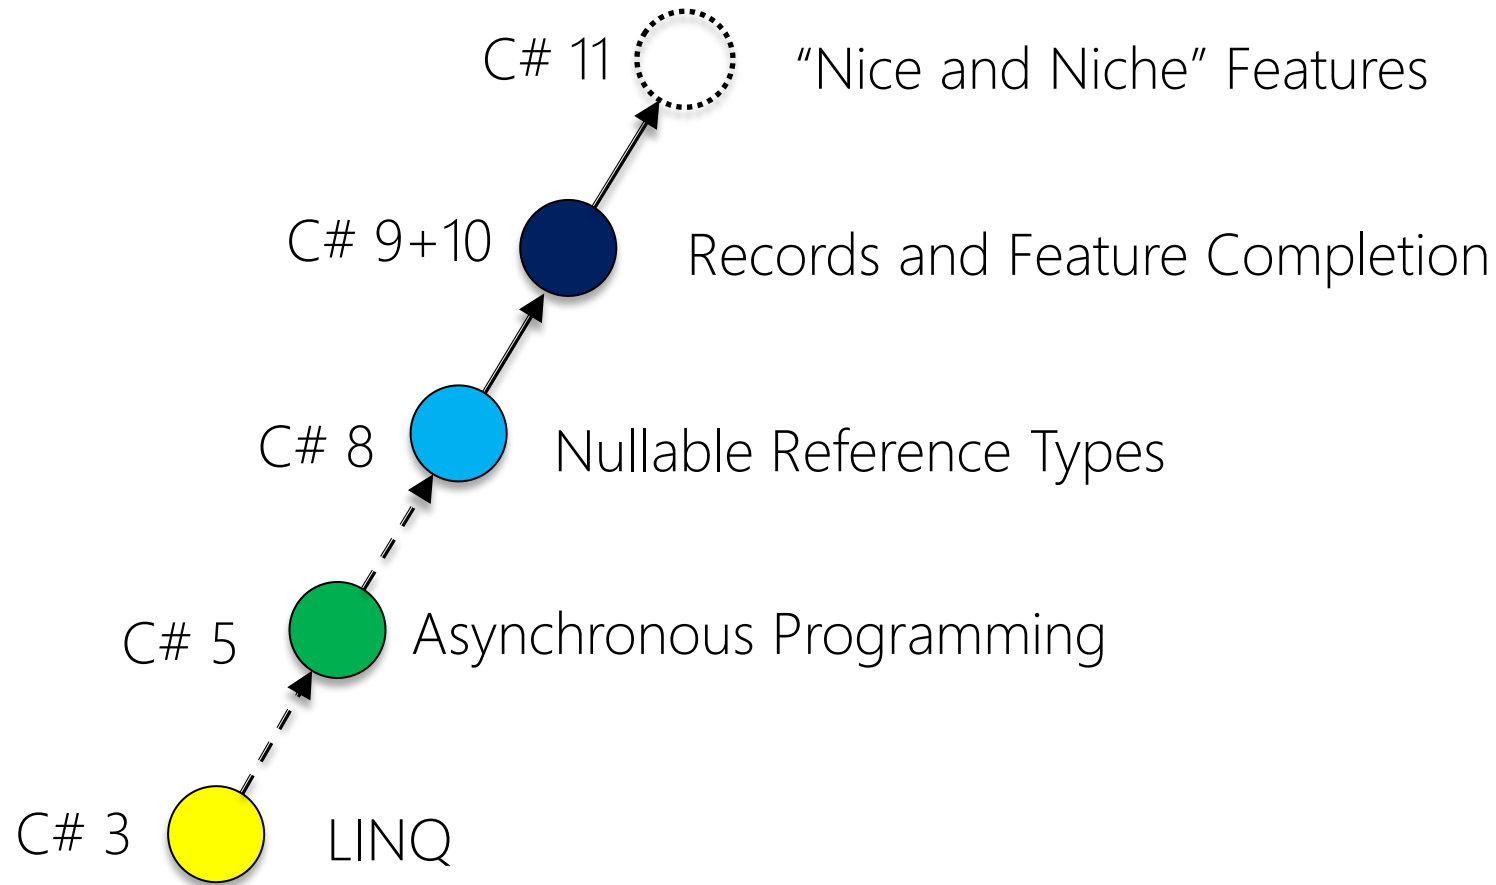 C# 11 “Nice and Niche” Features
C# 9+10 Records and Feature Completion
C# 8 Nullable Reference Types
C# 5 Asynchronous Programming
C# 3 LINQ